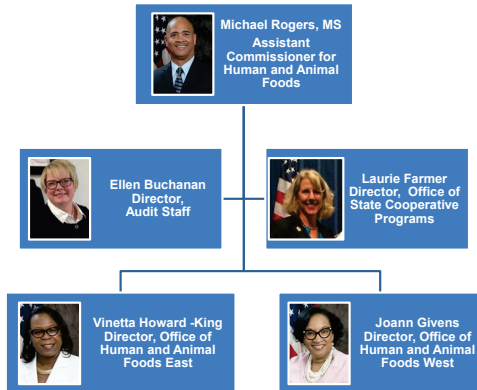 Michael Rogers, MS
Assistant
Commissioner for
Human and Animal
Foods
Ellen Buchanan
Director,
Audit Staff
Laurie Farmer
Director, Office of
State Cooperative
Programs
Vinetta Howard -King
Director, Office of
Human and Animal
Foods East
Joann Givens
Director, Office of
Human and Animal
Foods West